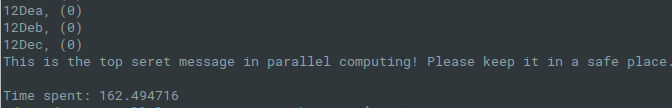 12Dea, (0)
12Deb, (0)
12Dec, (0)
This is the top seret message in parallel computing! Please keep it in a safe place.
Time spent: 162.494716